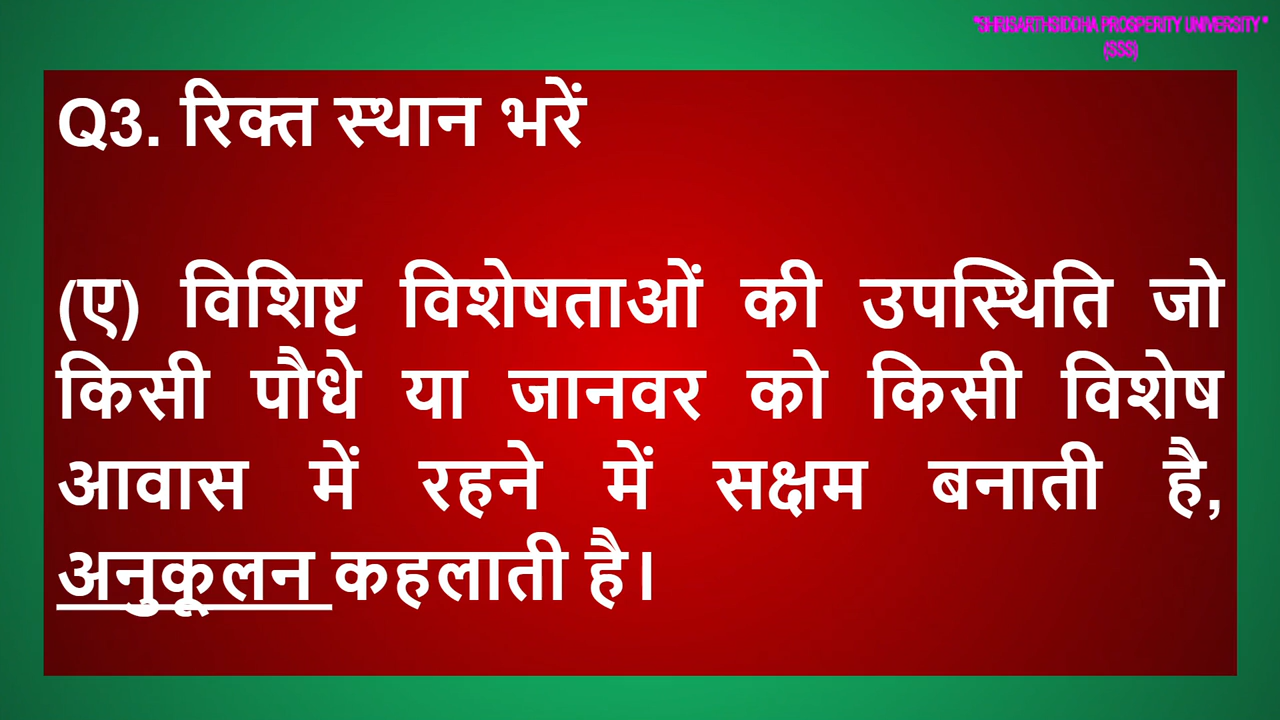 "SHRISARTHSIDDHA PROSPERITY UNIVERSITY"
(SSS)
Q3. रिक्त स्थान भरें
(ए) विशिष्ट विशेषताओं की उपस्थिति जो
किसी पौधे या जानवर को किसी विशेष
आवास में रहने में सक्षम बनाती है,
अनुकूलन कहलाती है।